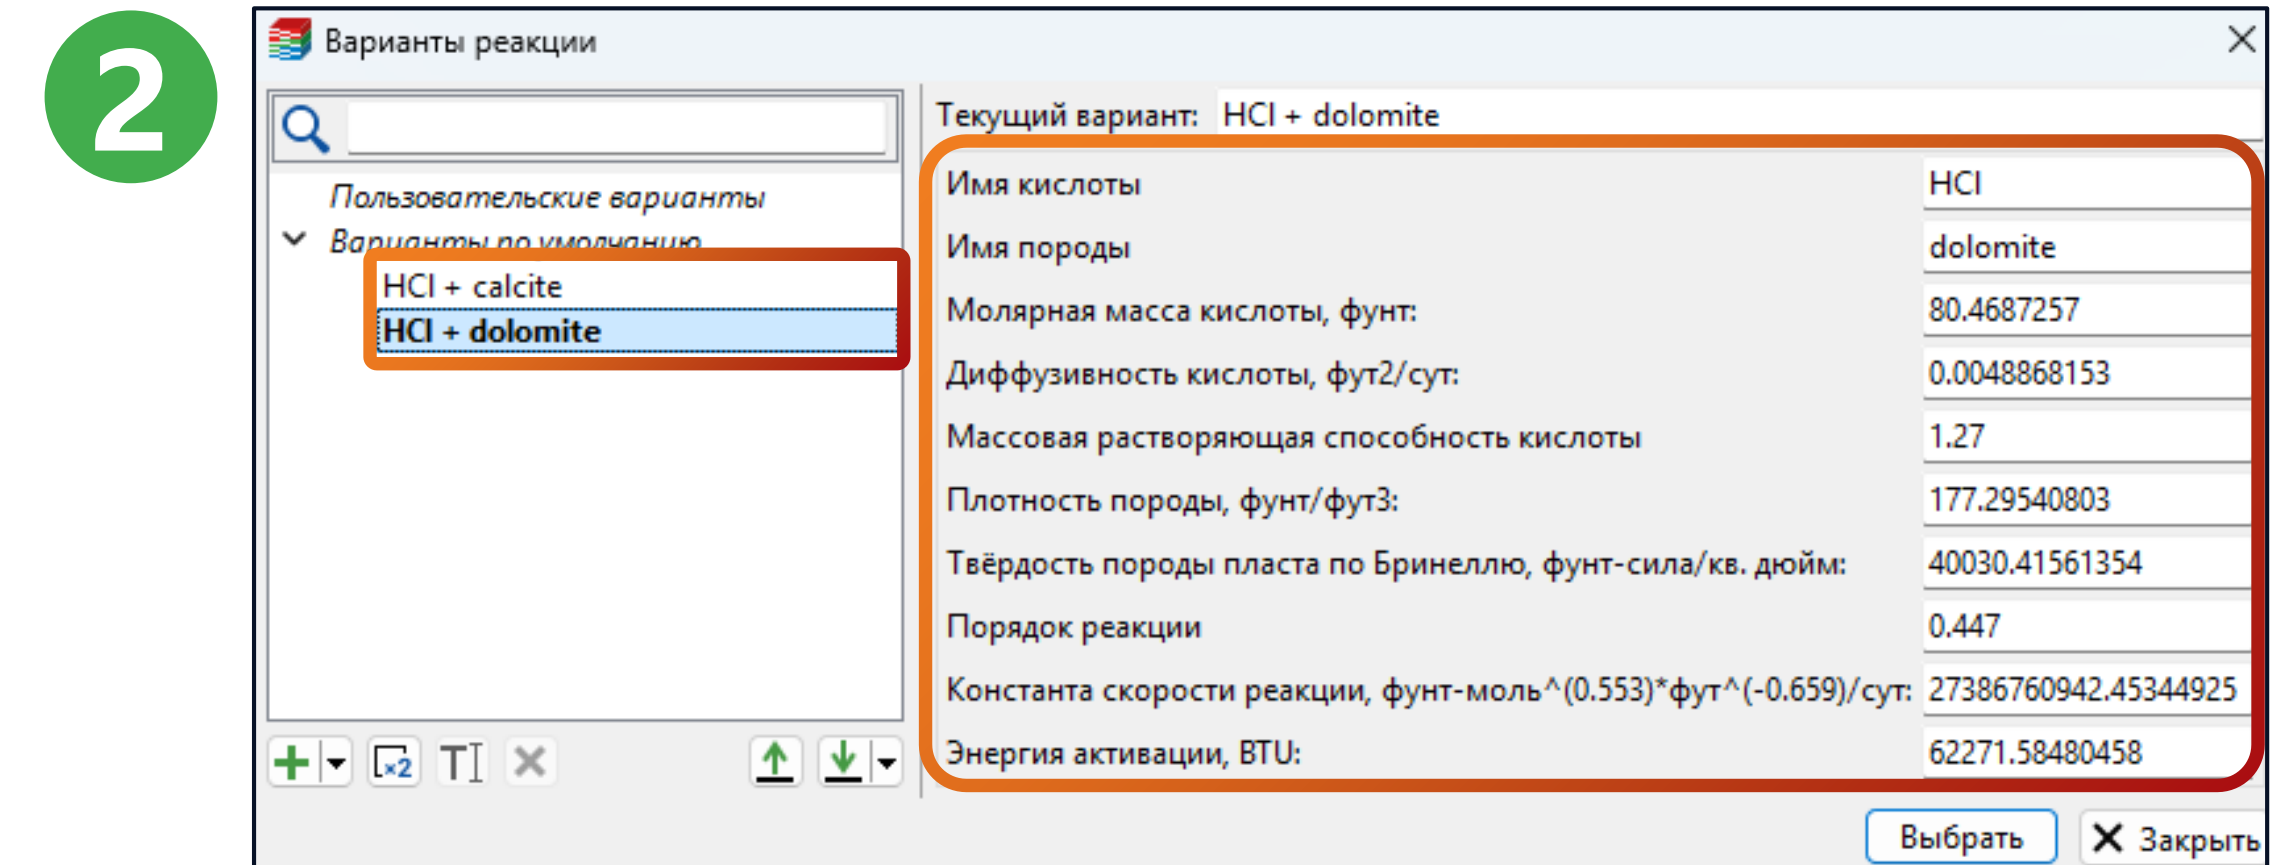 2
Варианты реакции
Пользовательские варианты
Варианты по умолчанию
HCl + calcite
HCl + dolomite
x2
TI
Текущий вариант: HCl + dolomite
Имя кислоты HCl
Имя породы dolomite
Молярная масса кислоты, фунт: 80.4687257
Диффузивность кислоты, фут2/сут: 0.0048868153
Массовая растворяющая способность кислоты 1.27
Плотность породы, фунт/фут3: 177.29540803
Твёрдость породы пласта по Бринеллю, фунт-сила/кв. дюйм: 40030.41561354
Порядок реакции 0.447
Константа скорости реакции, фунт-моль^(0.553)*фут^(-0.659)/сут: 27386760942.45344925
Энергия активации, BTU: 62271.58480458
Выбрать
Закрыть